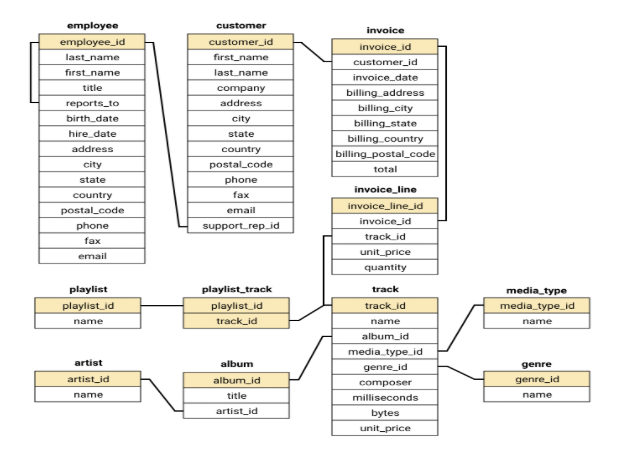 employee
employee_id
last_name
first_name
title
reports_to
birth_date
hire_date
address
city
state
country
postal_code
phone
fax
email
customer
customer_id
first_name
last_name
company
address
city
state
country
postal_code
phone
fax
email
support_rep_id
invoice
invoice_id
customer_id
invoice_date
billing_address
billing_city
billing_state
billing_country
billing_postal_code
total
invoice_line
invoice_line_id
invoice_id
track_id
unit_price
quantity
playlist
playlist_id
name
playlist_track
playlist_id
track_id
track
track_id
name
album_id
media_type_id
genre_id
composer
milliseconds
bytes
unit_price
media_type
media_type_id
name
artist
artist_id
name
album
album_id
title
artist_id
genre
genre_id
name